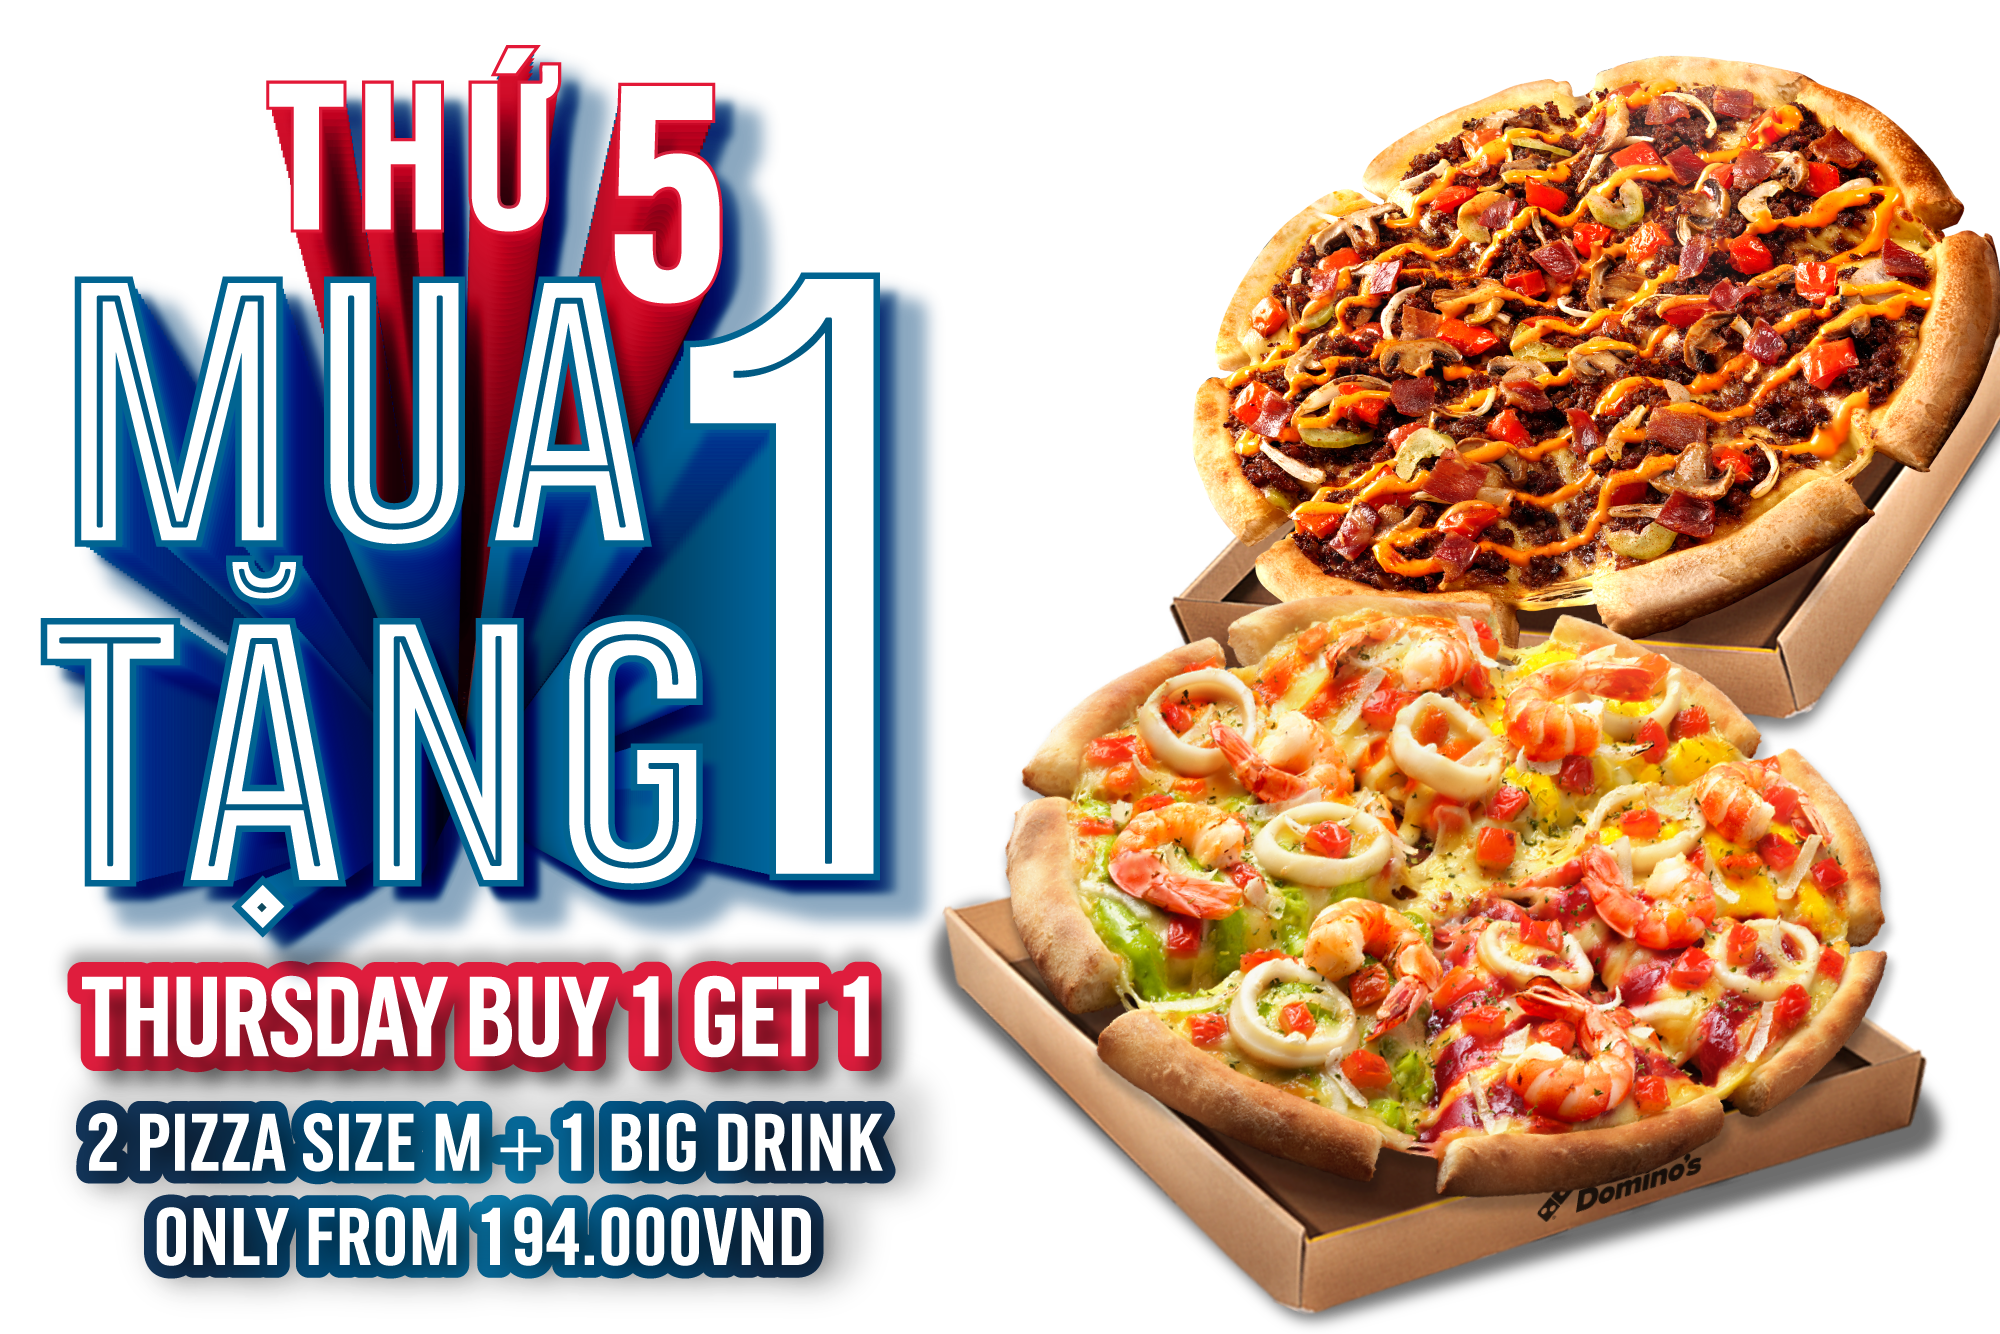 THỨ 5
MUA 1
TẶNG
THURSDAY BUY 1 GET 1
2 PIZZA SIZE M + 1 BIG DRINK
ONLY FROM 194.000VND
Domino's